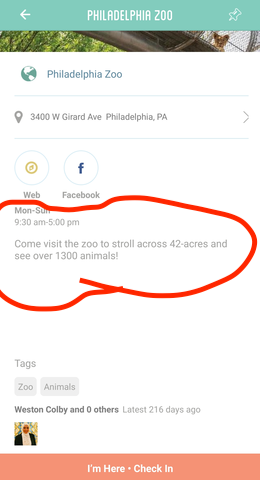 PHILADELPHIA ZOO
Philadelphia Zoo
3400 W Girard Ave  Philadelphia, PA
Web Facebook
Mon-Sun
9:30 am-5:00 pm
Come visit the zoo to stroll across 42-acres and
see over 1300 animals!
Tags
Zoo Animals
Weston Colby and 0 others Latest 216 days ago
I'm Here • Check In